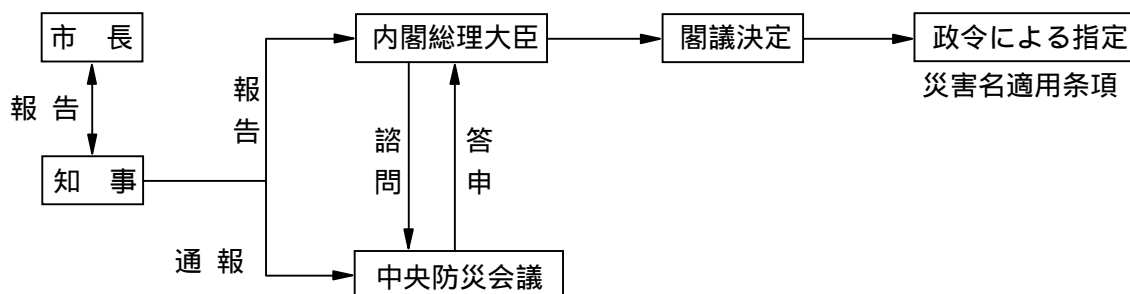 市　長
内閣総理大臣
閣議決定
政令による指定
災害名適用条項
報 告
報告
諮問
答申
知　事
通 報
中央防災会議